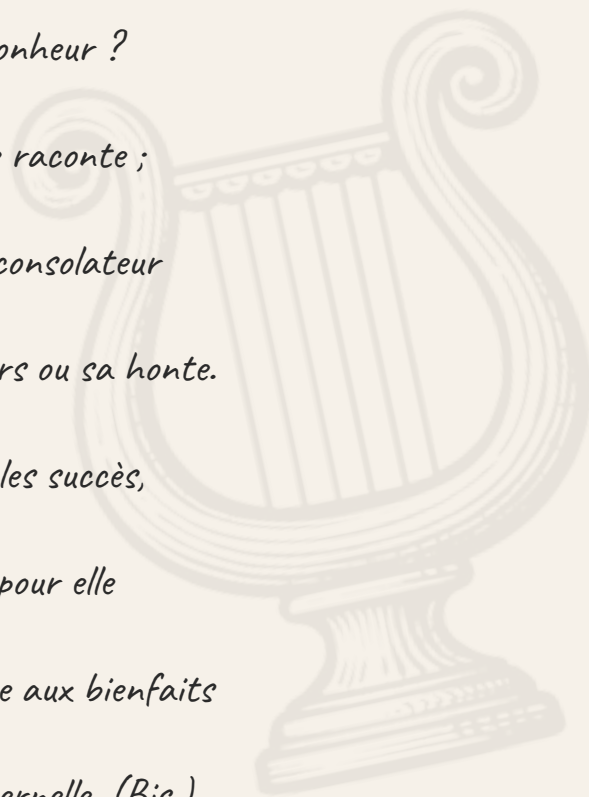 onheur ?
raconte ;
consolateur
rs ou sa honte.
les succès,
pour elle
e aux bienfaits
ernelle. (Bis.)